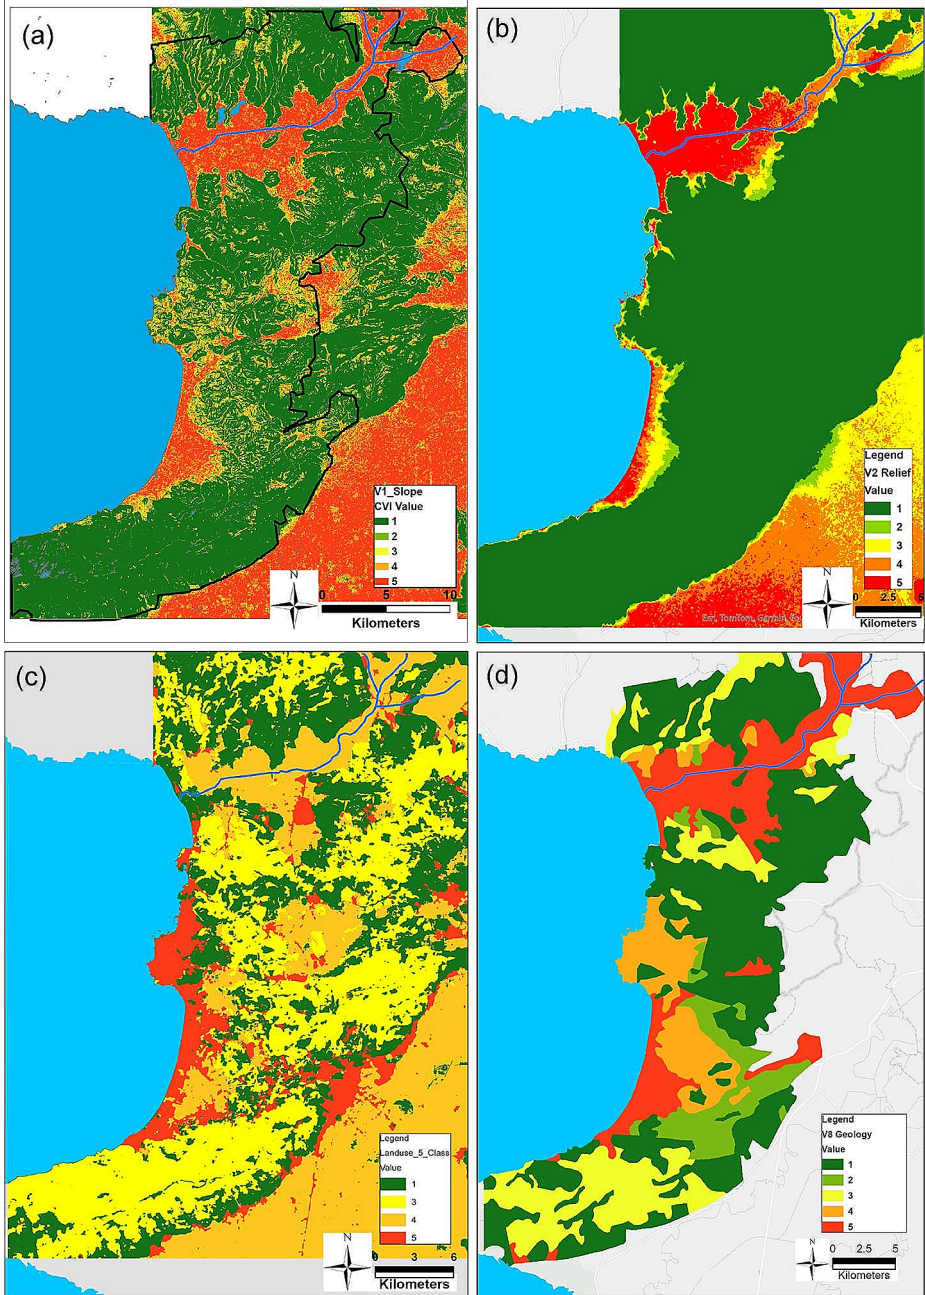 (a)
V1_Slope
CVI Value
1
2
3
4
5
N
0 5 10
Kilometers
(b)
Legend
V2 Relief
Value
1
2
3
4
5
Esri, TomTom, Garmin,
N
0 2.5 5
Kilometers
(c)
Legend
Landuse_5_Class
Value
1
3
4
5
N
0 3 6
Kilometers
(d)
Legend
V8 Geology
Value
1
2
3
4
5
N
0 2.5 5
Kilometers